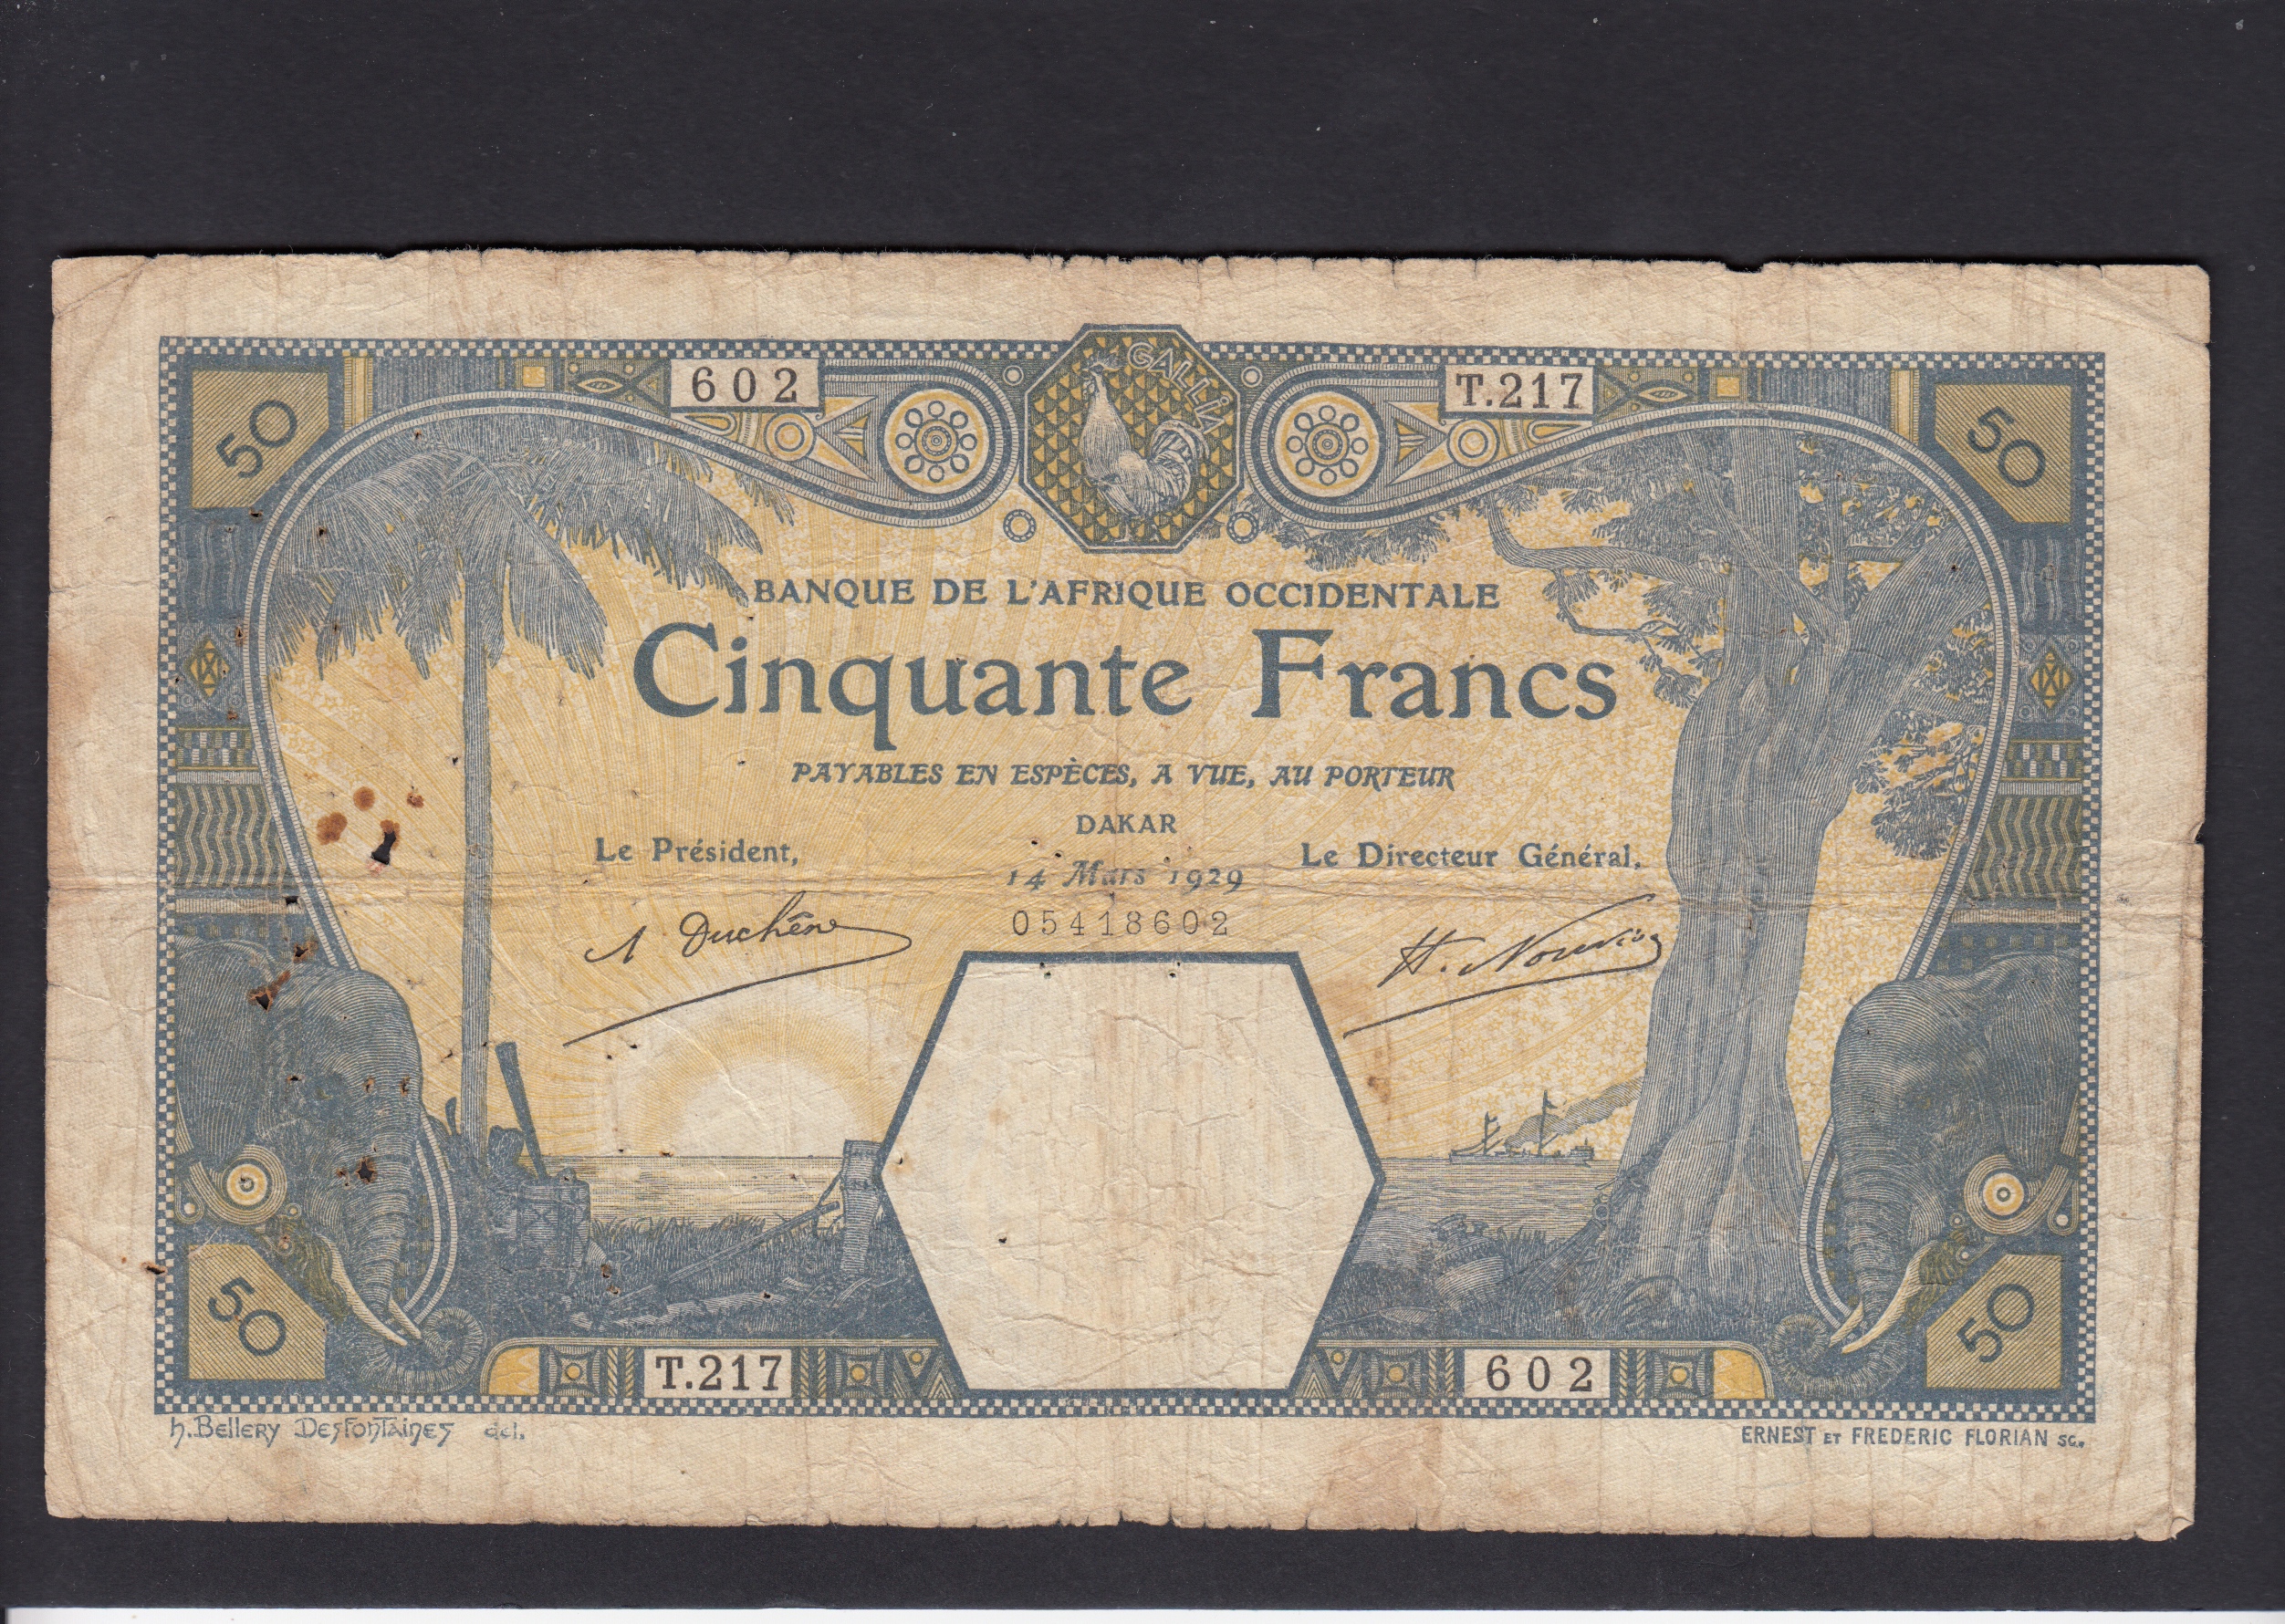 50
602
GALLIA
T.217
50
BANQUE DE L'AFRIQUE OCCIDENTALE
Cinquante Francs
PAYABLES EN ESPÈCES, A VUE, AU PORTEUR
DAKAR
Le Président,
Le Directeur Général,
14 Mars 1929
05418602
A Duchêne
H. Nouvion
50
T.217
602
50
h. Bellery Desfontaines del.
ERNEST ET FREDERIC FLORIAN SC.